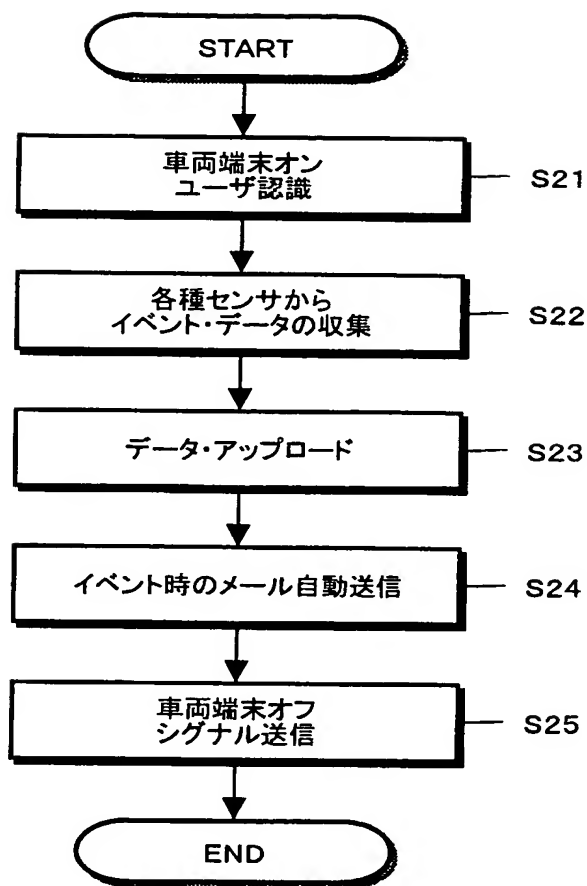 START
車両端末オン
ユーザ認識
S21
各種センサから
イベント・データの収集
S22
データ・アップロード
S23
イベント時のメール自動送信
S24
車両端末オフ
シグナル送信
S25
END